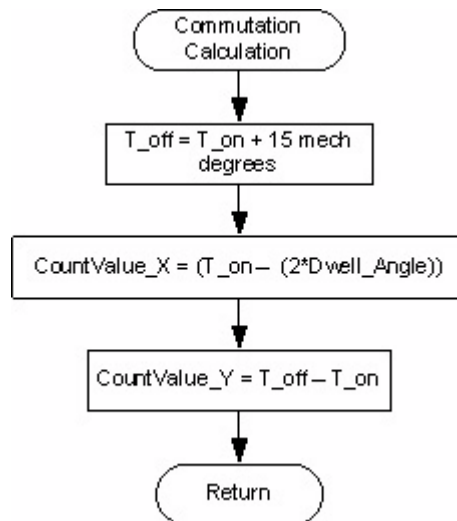 Commutation
Calculation
T_off = T_on + 15 mech
degrees
CountValue_X = (T_on – (2*Dwell_Angle))
CountValue_Y = T_off – T_on
Return